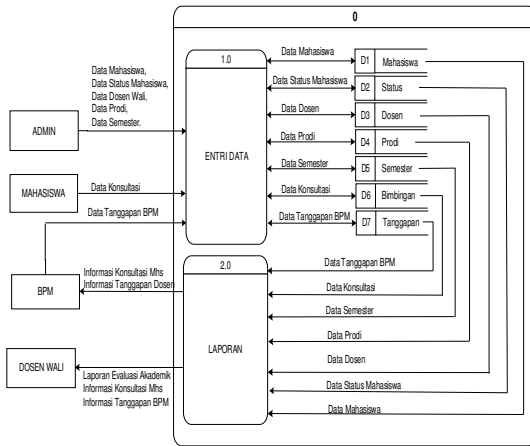 0
1.0
ENTRI DATA
Data Mahasiswa,
Data Status Mahasiswa,
Data Dosen Wali,
Data Prodi,
Data Semester.
ADMIN
MAHASISWA
Data Konsultasi
Data Tanggapan BPM
BPM
Informasi Konsultasi Mhs
Informasi Tanggapan Dosen
DOSEN WALI
Laporan Evaluasi Akademik
Informasi Konsultasi Mhs
Informasi Tanggapan BPM
Data Mahasiswa
D1 Mahasiswa
Data Status Mahasiswa
D2 Status
Data Dosen
D3 Dosen
Data Prodi
D4 Prodi
Data Semester
D5 Semester
Data Konsultasi
D6 Bimbingan
Data Tanggapan BPM
D7 Tanggapan
2.0
LAPORAN
Data Tanggapan BPM
Data Konsultasi
Data Semester
Data Prodi
Data Dosen
Data Status Mahasiswa
Data Mahasiswa